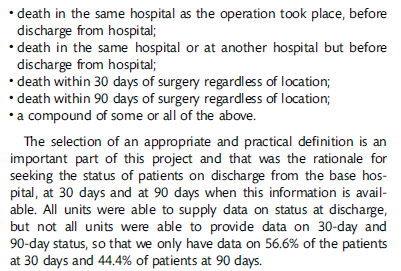 • death in the same hospital as the operation took place, before
discharge from hospital;
• death in the same hospital or at another hospital but before
discharge from hospital;
• death within 30 days of surgery regardless of location;
• death within 90 days of surgery regardless of location;
• a compound of some or all of the above.
The selection of an appropriate and practical definition is an
important part of this project and that was the rationale for
seeking the status of patients on discharge from the base hos-
pital, at 30 days and at 90 days when this information is avail-
able. All units were able to supply data on status at discharge,
but not all units were able to provide data on 30-day and
90-day status, so that we only have data on 56.6% of the patients
at 30 days and 44.4% of patients at 90 days.